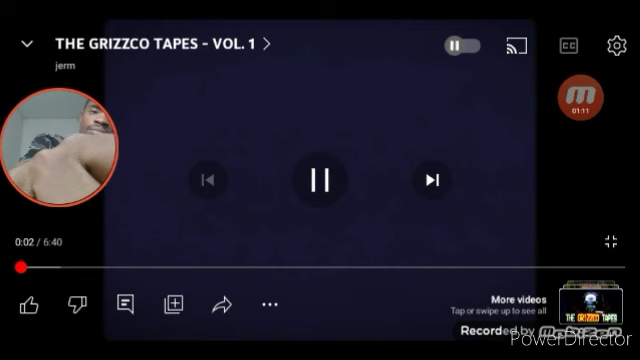 THE GRIZZCO TAPES - VOL. 1
jerm
CC
m
01:11
0:02 / 6:40
More videos
Tap or swipe up to see all
THE GRIZZCO TAPES
Recorded by
PowerDirector